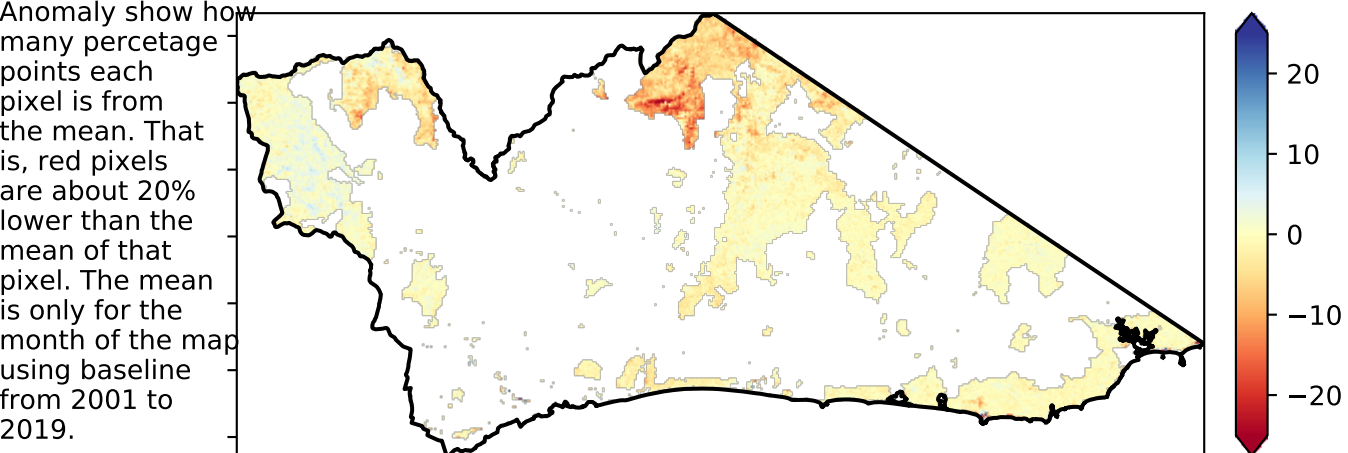 Anomaly show how
many percetage
points each
pixel is from
the mean. That
is, red pixels
are about 20%
lower than the
mean of that
pixel. The mean
is only for the
month of the map
using baseline
from 2001 to
2019.
20
10
0
−10
−20